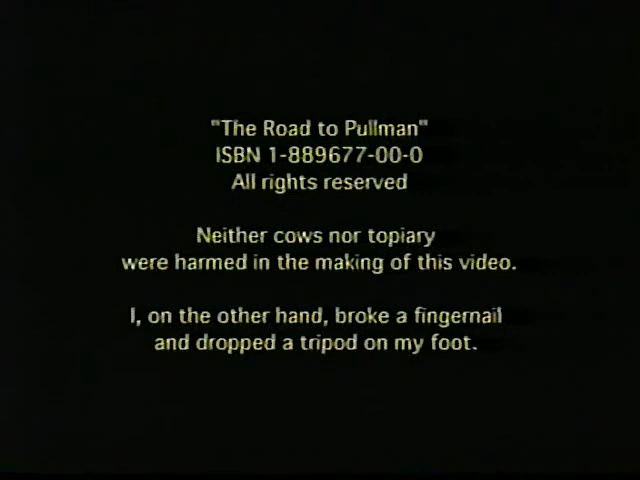 "The Road to Pullman"
ISBN 1-889677-00-0
All rights reserved
Neither cows nor topiary
were harmed in the making of this video.
I, on the other hand, broke a fingernail
and dropped a tripod on my foot.